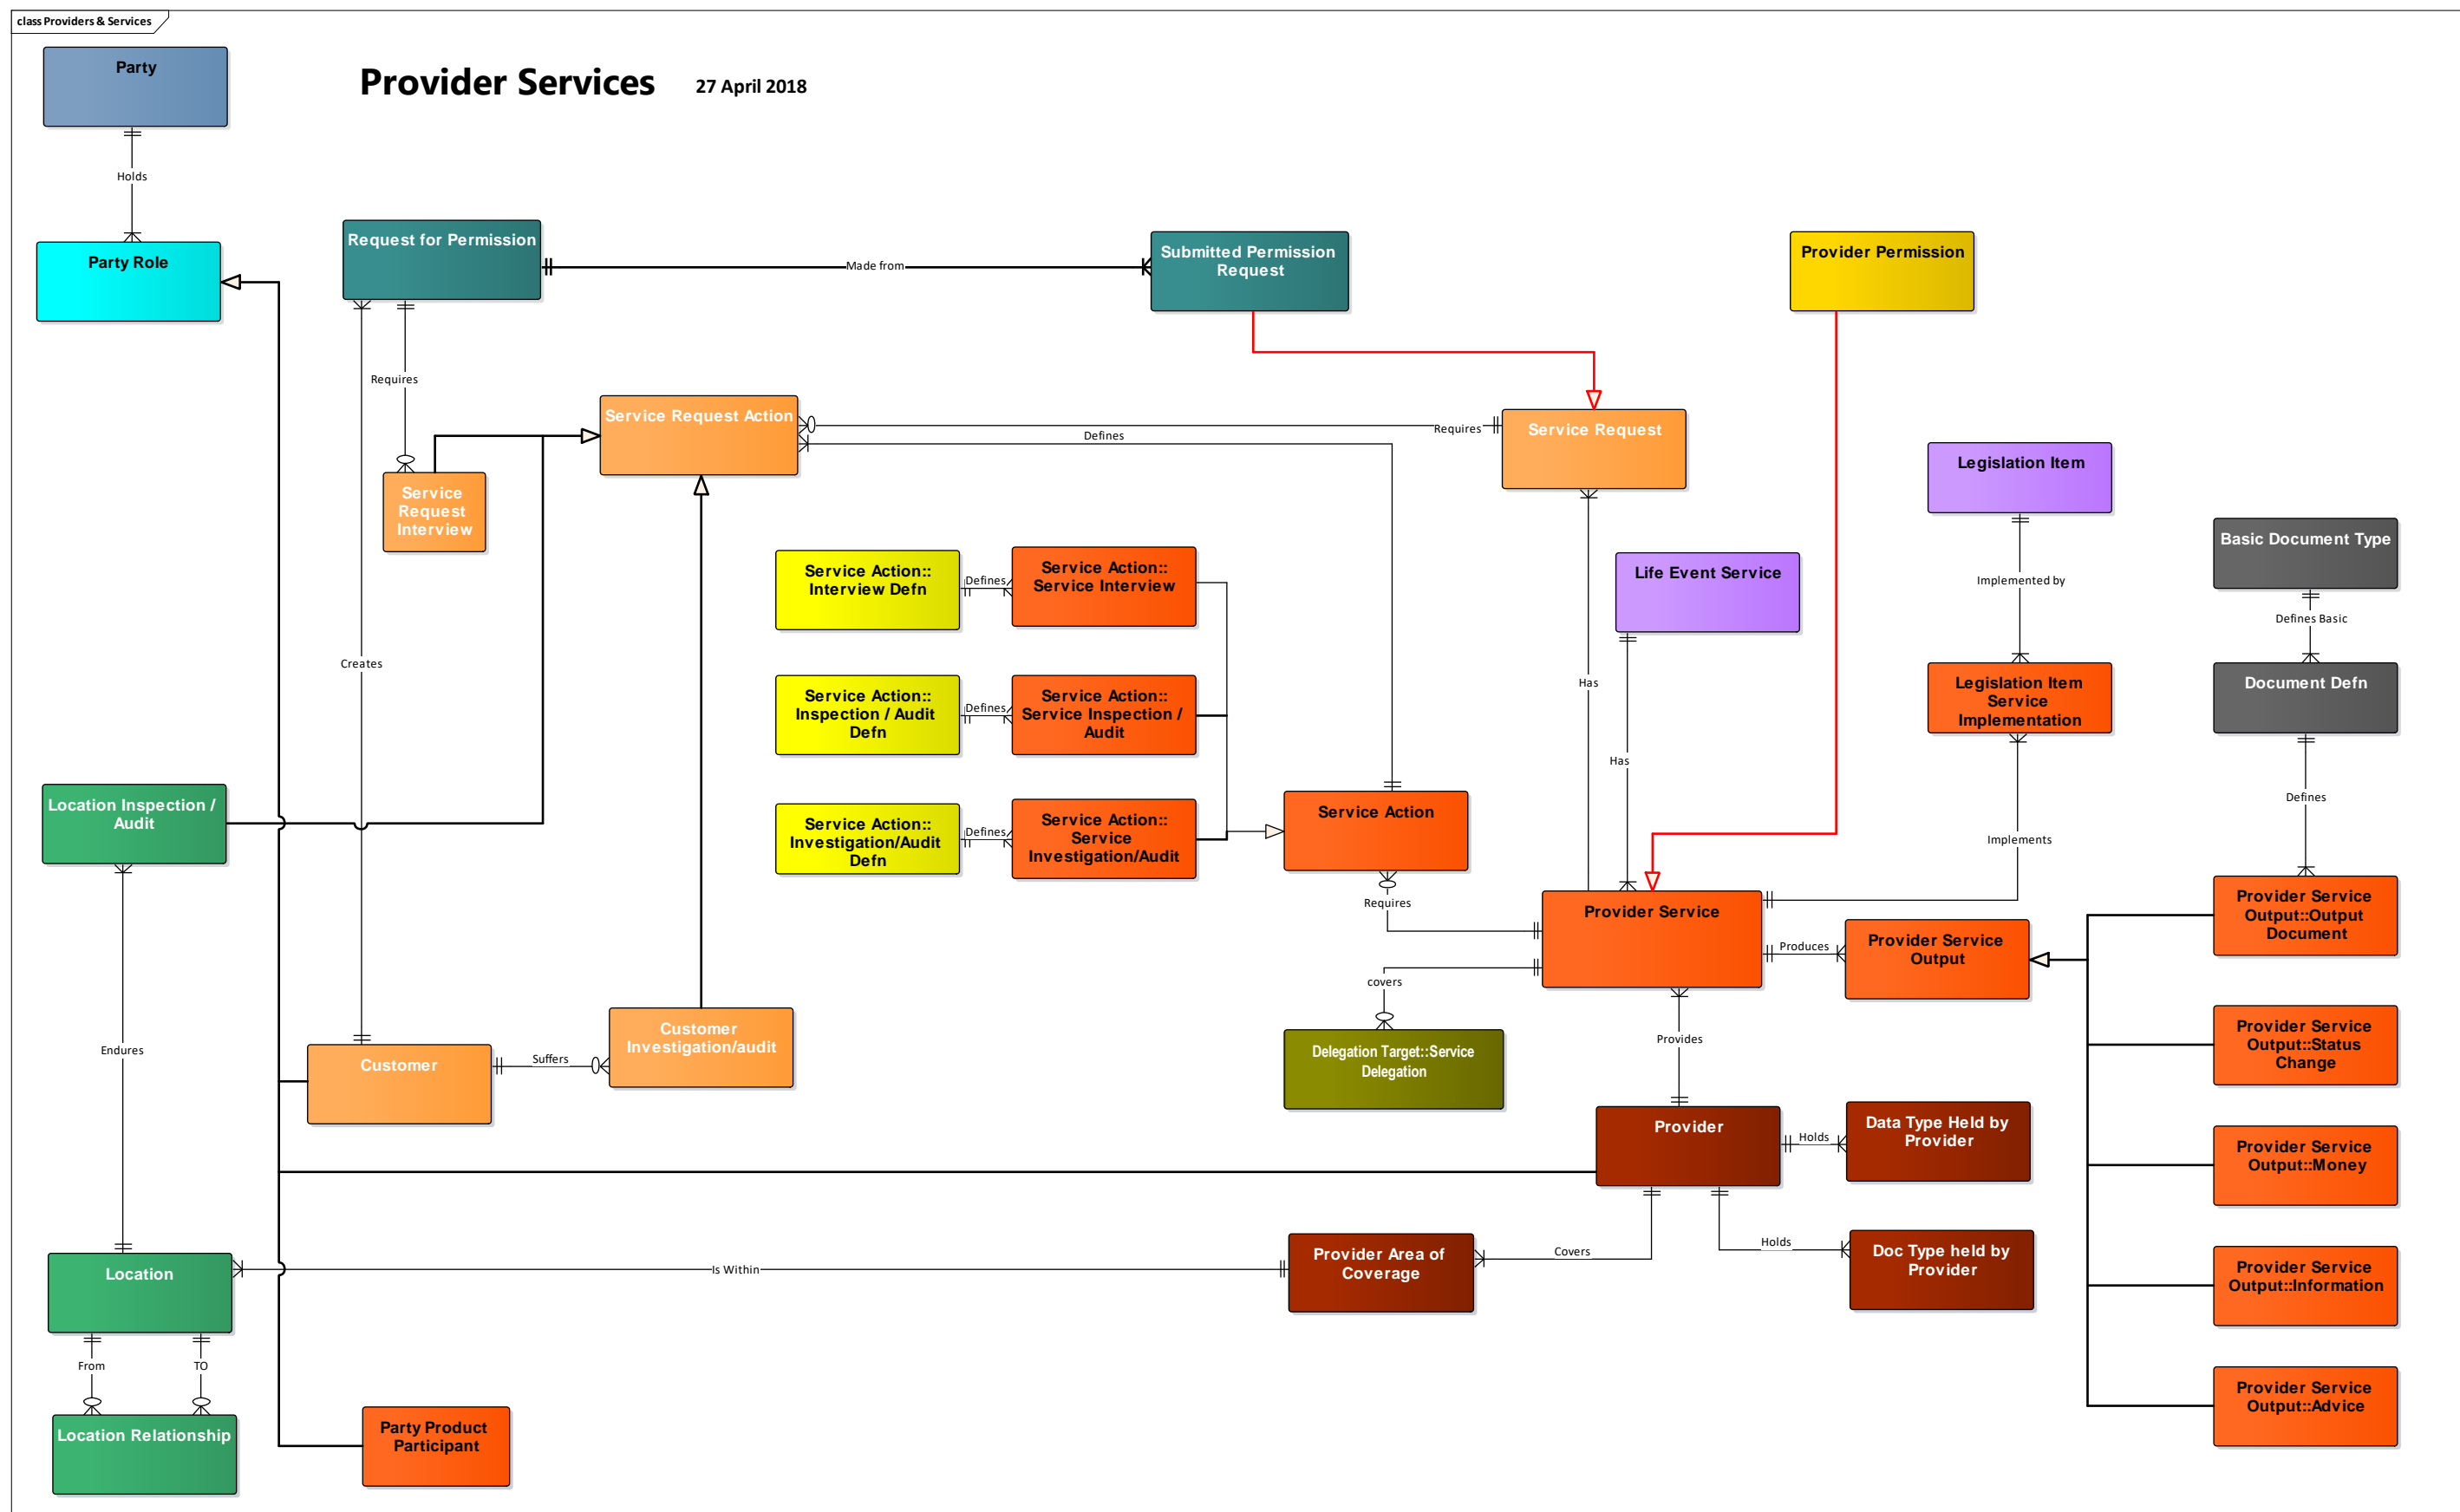 class Providers & Services
Party
Provider Services
27 April 2018
Holds
Party Role
Request for Permission
Made from
Submitted Permission
Request
Provider Permission
Requires
Service Request Action
Requires
Defines
Service Request
Service
Request
Interview
Legislation Item
Implemented by
Basic Document Type
Defines Basic
Service Action::
Interview Defn
Defines
Service Action::
Service Interview
Life Event Service
Creates
Has
Service Action::
Inspection / Audit
Defn
Defines
Service Action::
Service Inspection /
Audit
Legislation Item
Service
Implementation
Document Defn
Has
Defines
Implements
Location Inspection /
Audit
Service Action::
Investigation/Audit
Defn
Defines
Service Action::
Service
Investigation/Audit
Service Action
Requires
Provider Service
Produces
Provider Service
Output
Provider Service
Output::Output
Document
covers
Provider Service
Output::Status
Change
Endures
Customer
Suffers
Customer
Investigation/audit
Delegation Target::Service
Delegation
Provides
Provider
Holds
Data Type Held by
Provider
Provider Service
Output::Money
Location
Is Within
Provider Area of
Coverage
Covers
Holds
Doc Type held by
Provider
Provider Service
Output::Information
From
TO
Location Relationship
Party Product
Participant
Provider Service
Output::Advice